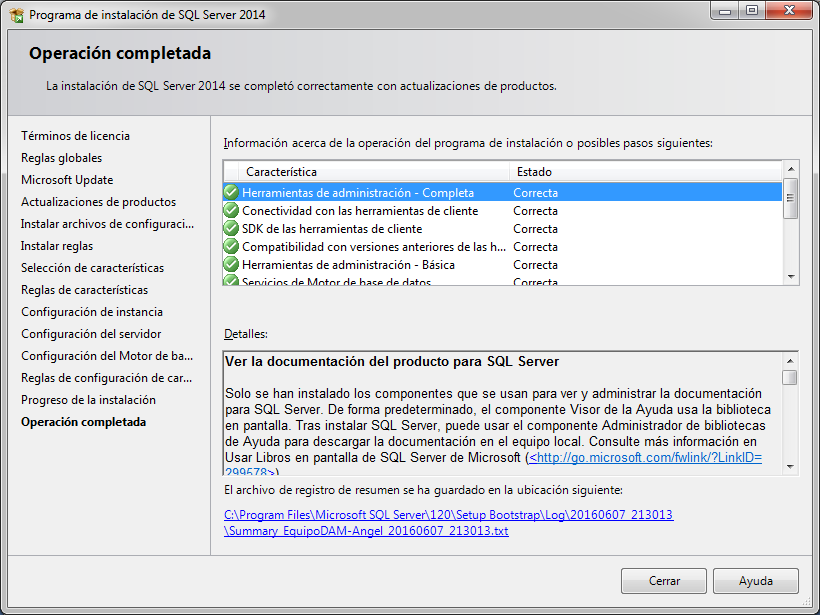 Programa de instalación de SQL Server 2014
Operación completada
La instalación de SQL Server 2014 se completó correctamente con actualizaciones de productos.
Términos de licencia
Reglas globales
Microsoft Update
Actualizaciones de productos
Instalar archivos de configuraci...
Instalar reglas
Selección de características
Reglas de características
Configuración de instancia
Configuración del servidor
Configuración del Motor de ba...
Reglas de configuración de car...
Progreso de la instalación
Operación completada
Información acerca de la operación del programa de instalación o posibles pasos siguientes:
Característica Estado
Herramientas de administración - Completa Correcta
Conectividad con las herramientas de cliente Correcta
SDK de las herramientas de cliente Correcta
Compatibilidad con versiones anteriores de las h... Correcta
Herramientas de administración - Básica Correcta
Servicios de Motor de base de datos Correcta
Detalles:
Ver la documentación del producto para SQL Server
Solo se han instalado los componentes que se usan para ver y administrar la documentación
para SQL Server. De forma predeterminado, el componente Visor de la Ayuda usa la biblioteca
en pantalla. Tras instalar SQL Server, puede usar el componente Administrador de bibliotecas
de Ayuda para descargar la documentación en el equipo local. Consulte más información en
Usar Libros en pantalla de SQL Server de Microsoft (<http://go.microsoft.com/fwlink/?LinkID=
299578>)
El archivo de registro de resumen se ha guardado en la ubicación siguiente:
C:\Program Files\Microsoft SQL Server\120\Setup Bootstrap\Log\20160607_213013
\Summary_EquipoDAM-Angel_20160607_213013.txt
Cerrar
Ayuda